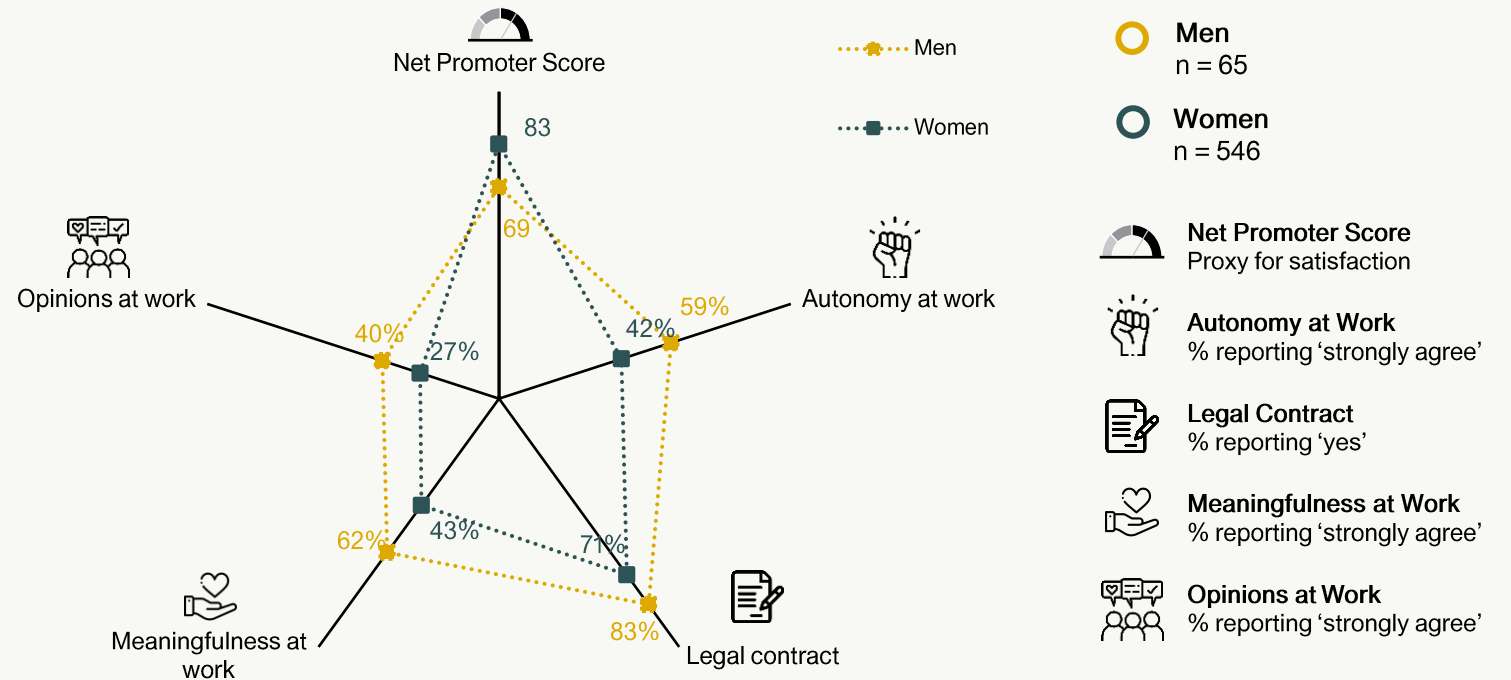 Net Promoter Score
83
69
Opinions at work
40%
27%
Autonomy at work
59%
42%
Meaningfulness at
work
62%
43%
71%
83%
Legal contract
Men
Women
Men
n = 65
Women
n = 546
Net Promoter Score
Proxy for satisfaction
Autonomy at Work
% reporting ‘strongly agree’
Legal Contract
% reporting ‘yes’
Meaningfulness at Work
% reporting ‘strongly agree’
Opinions at Work
% reporting ‘strongly agree’